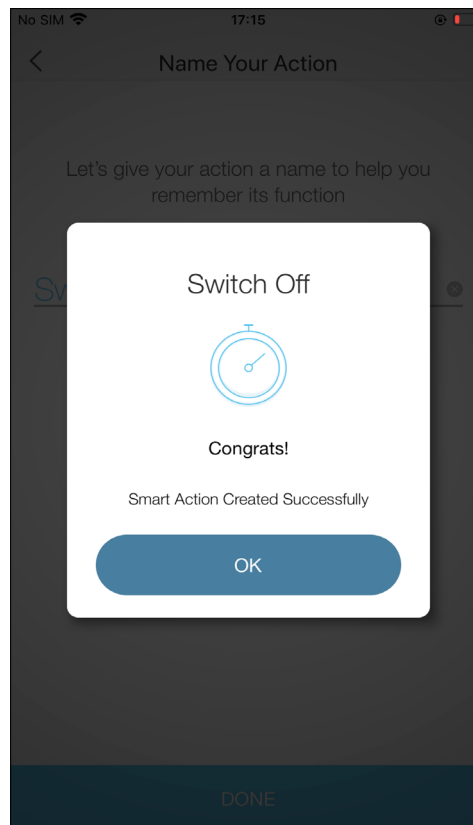 No SIM 17:15
Name Your Action
Let's give your action a name to help you
remember its function
Sw
Switch Off
Congrats!
Smart Action Created Successfully
OK
DONE